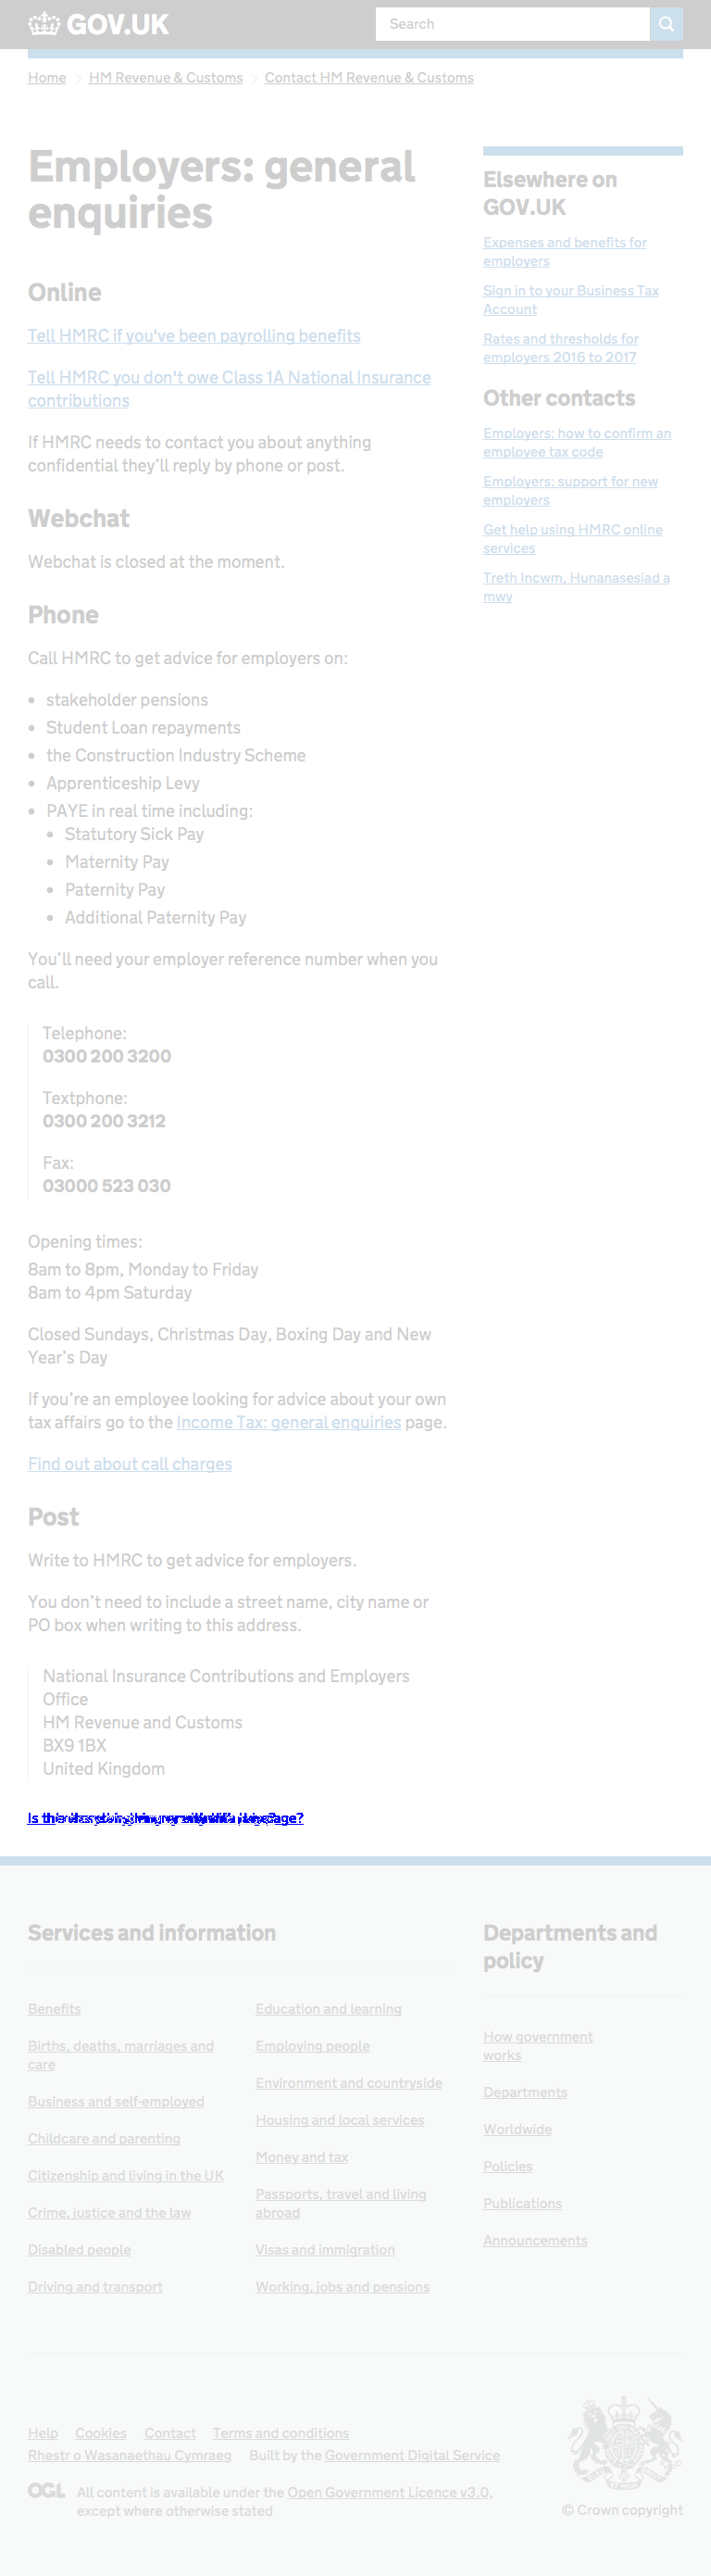 GOV.UK
Search
Home
HM Revenue & Customs
Contact HM Revenue & Customs
Employers: general
enquiries
Online
Tell HMRC if you've been payrolling benefits
Tell HMRC you don't owe Class 1A National Insurance
contributions
If HMRC needs to contact you about anything
confidential they’ll reply by phone or post.
Webchat
Webchat is closed at the moment.
Phone
Call HMRC to get advice for employers on:
stakeholder pensions
Student Loan repayments
the Construction Industry Scheme
Apprenticeship Levy
PAYE in real time including:
Statutory Sick Pay
Maternity Pay
Paternity Pay
Additional Paternity Pay
You’ll need your employer reference number when you
call.
Telephone:
0300 200 3200
Textphone:
0300 200 3212
Fax:
03000 523 030
Opening times:
8am to 8pm, Monday to Friday
8am to 4pm Saturday
Closed Sundays, Christmas Day, Boxing Day and New
Year’s Day
If you’re an employee looking for advice about your own
tax affairs go to the Income Tax: general enquiries page.
Find out about call charges
Post
Write to HMRC to get advice for employers.
You don’t need to include a street name, city name or
PO box when writing to this address.
National Insurance Contributions and Employers
Office
HM Revenue and Customs
BX9 1BX
United Kingdom
Elsewhere on
GOV.UK
Expenses and benefits for
employers
Sign in to your Business Tax
Account
Rates and thresholds for
employers 2016 to 2017
Other contacts
Employers: how to confirm an
employee tax code
Employers: support for new
employers
Get help using HMRC online
services
Treth Incwm, Hunanasesiad a
mwy
Services and information
Benefits
Births, deaths, marriages and
care
Business and self-employed
Childcare and parenting
Citizenship and living in the UK
Crime, justice and the law
Disabled people
Driving and transport
Education and learning
Employing people
Environment and countryside
Housing and local services
Money and tax
Passports, travel and living
abroad
Visas and immigration
Working, jobs and pensions
Departments and
policy
How government
works
Departments
Worldwide
Policies
Publications
Announcements
Help Cookies Contact Terms and conditions
Rhestr o Wasanaethau Cymraeg Built by the Government Digital Service
OGL All content is available under the Open Government Licence v3.0,
except where otherwise stated
© Crown copyright